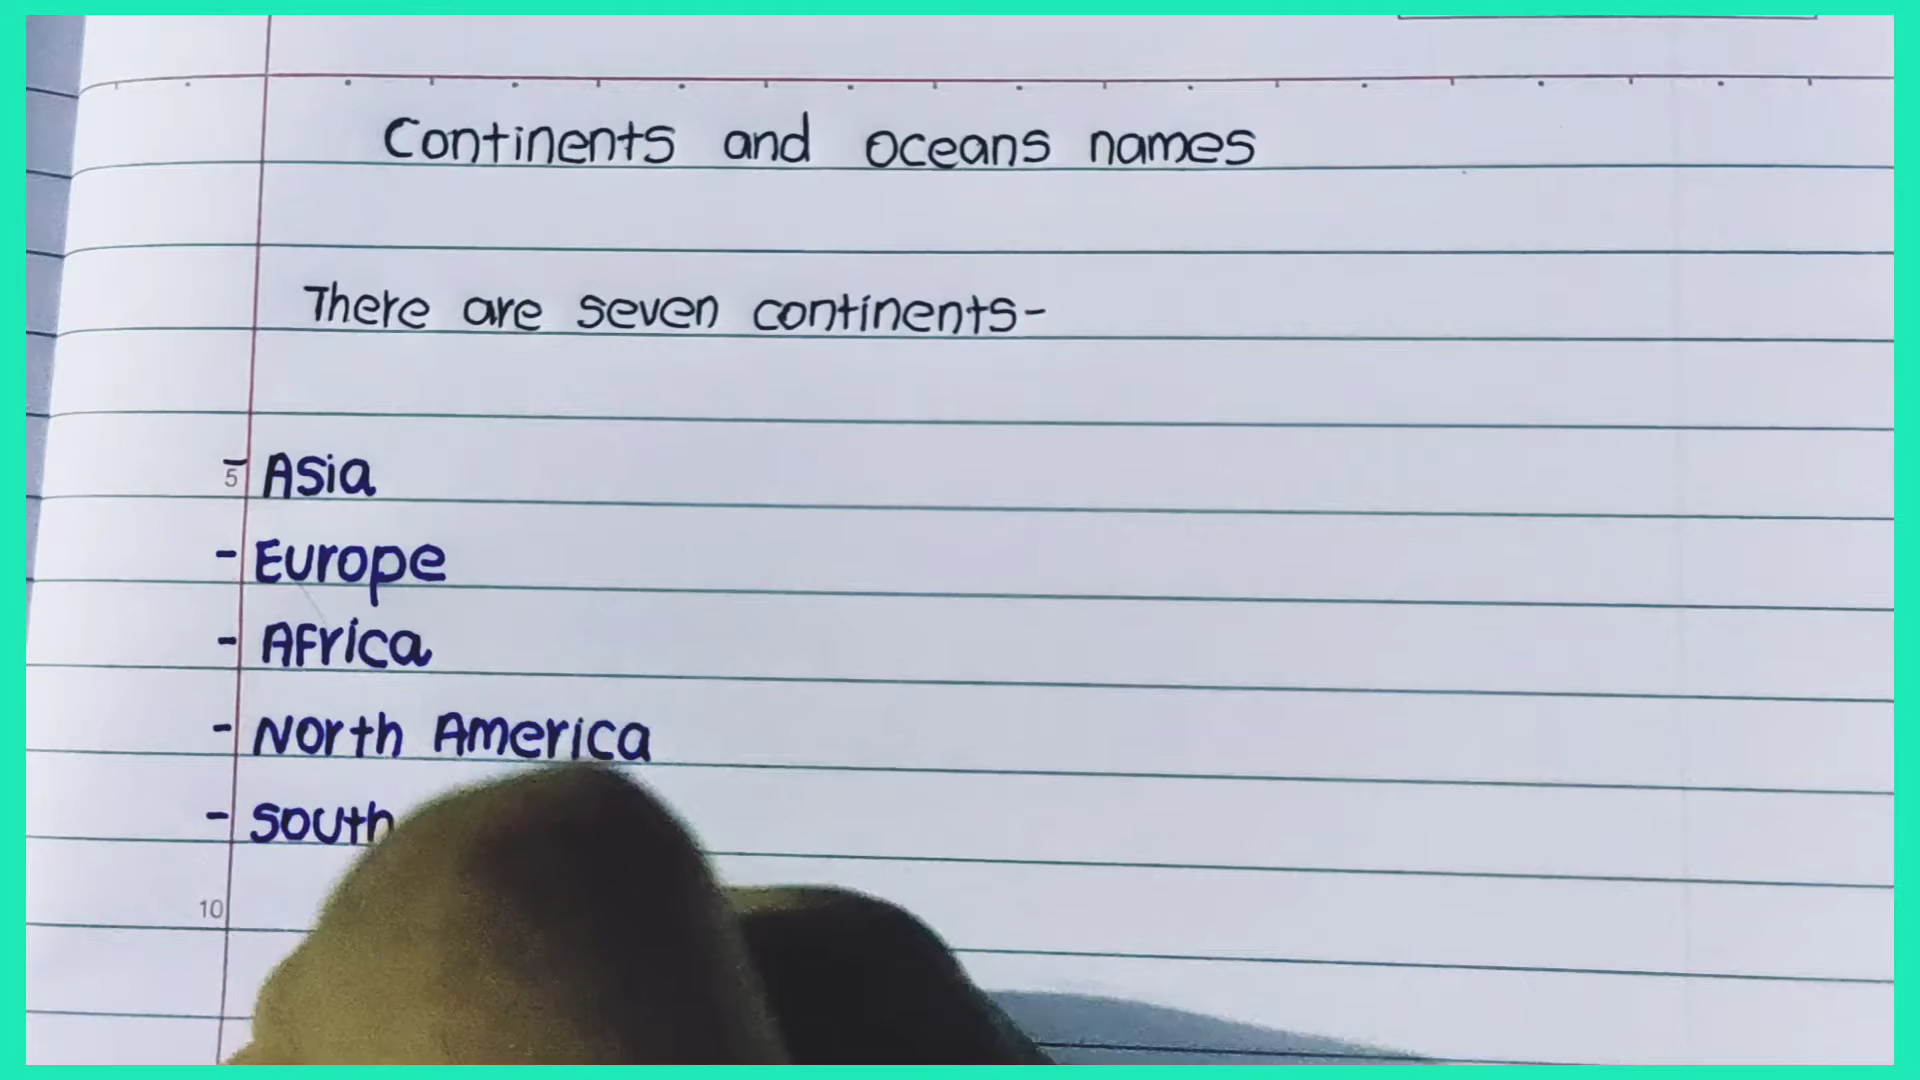 Continents and oceans names
There are seven continents-
5
- Asia
- Europe
- Africa
- North America
- South
10